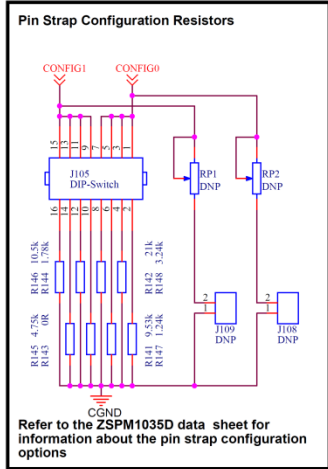 Pin Strap Configuration Resistors
CONFIG1
CONFIG0
15
13
11
9
7
5
3
1
J105
DIP-Switch
16
14
12
10
8
6
4
2
RP1
DNP
RP2
DNP
R146 10.5k
R144 1.78k
R142 21k
R148 3.24k
R145 4.75k
R143 0R
R141 9.53k
R147 1.24k
2
1
J109
DNP
2
1
J108
DNP
CGND
Refer to the ZSPM1035D data sheet for
information about the pin strap configuration
options